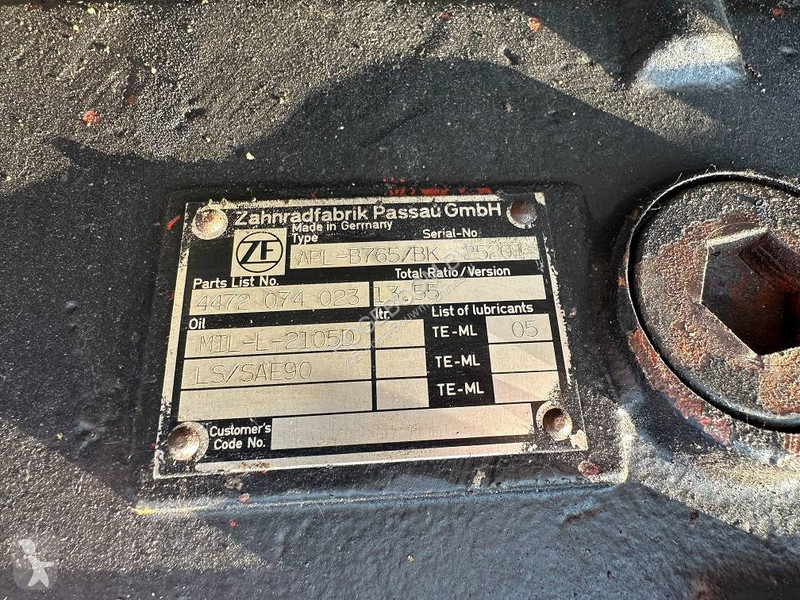 Zahnradfabrik Passau GmbH
Made in Germany
ZF
Type Serial-No.
APL-B765/BK
Parts List No. Total Ratio/Version
4472 074 023 13.55
Oil ltr. List of lubricants
MIL-L-2105D TE-ML 05
LS/SAE90 TE-ML
TE-ML
Customer's
Code No.